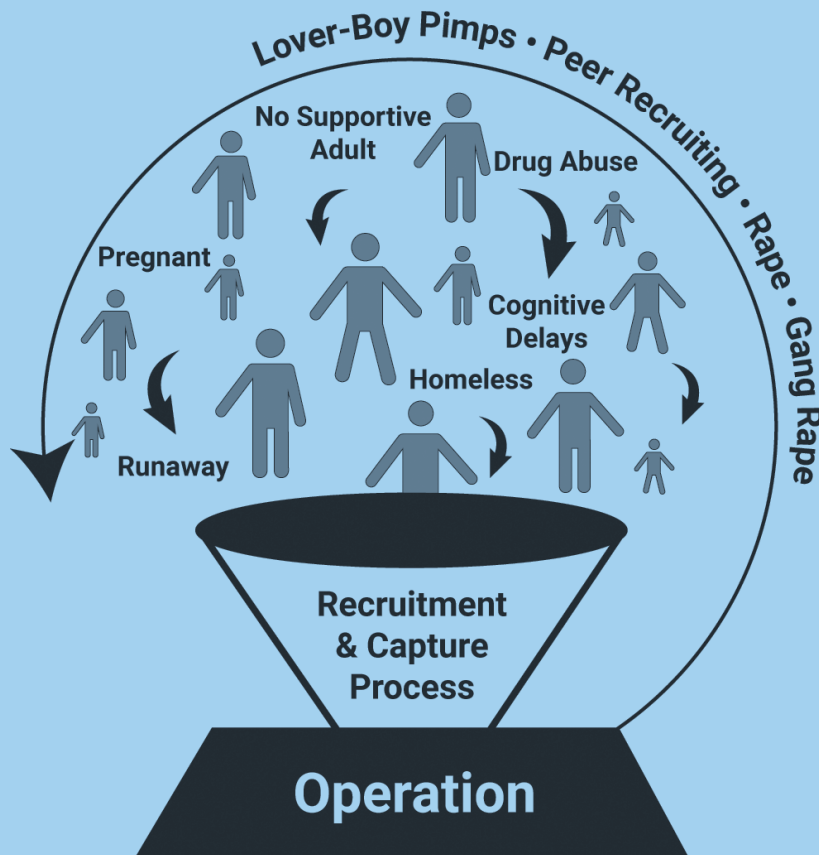 Lover-Boy Pimps • Peer Recruiting • Rape • Gang Rape
No Supportive
Adult
Drug Abuse
Pregnant
Cognitive
Delays
Homeless
Runaway
Recruitment
& Capture
Process
Operation